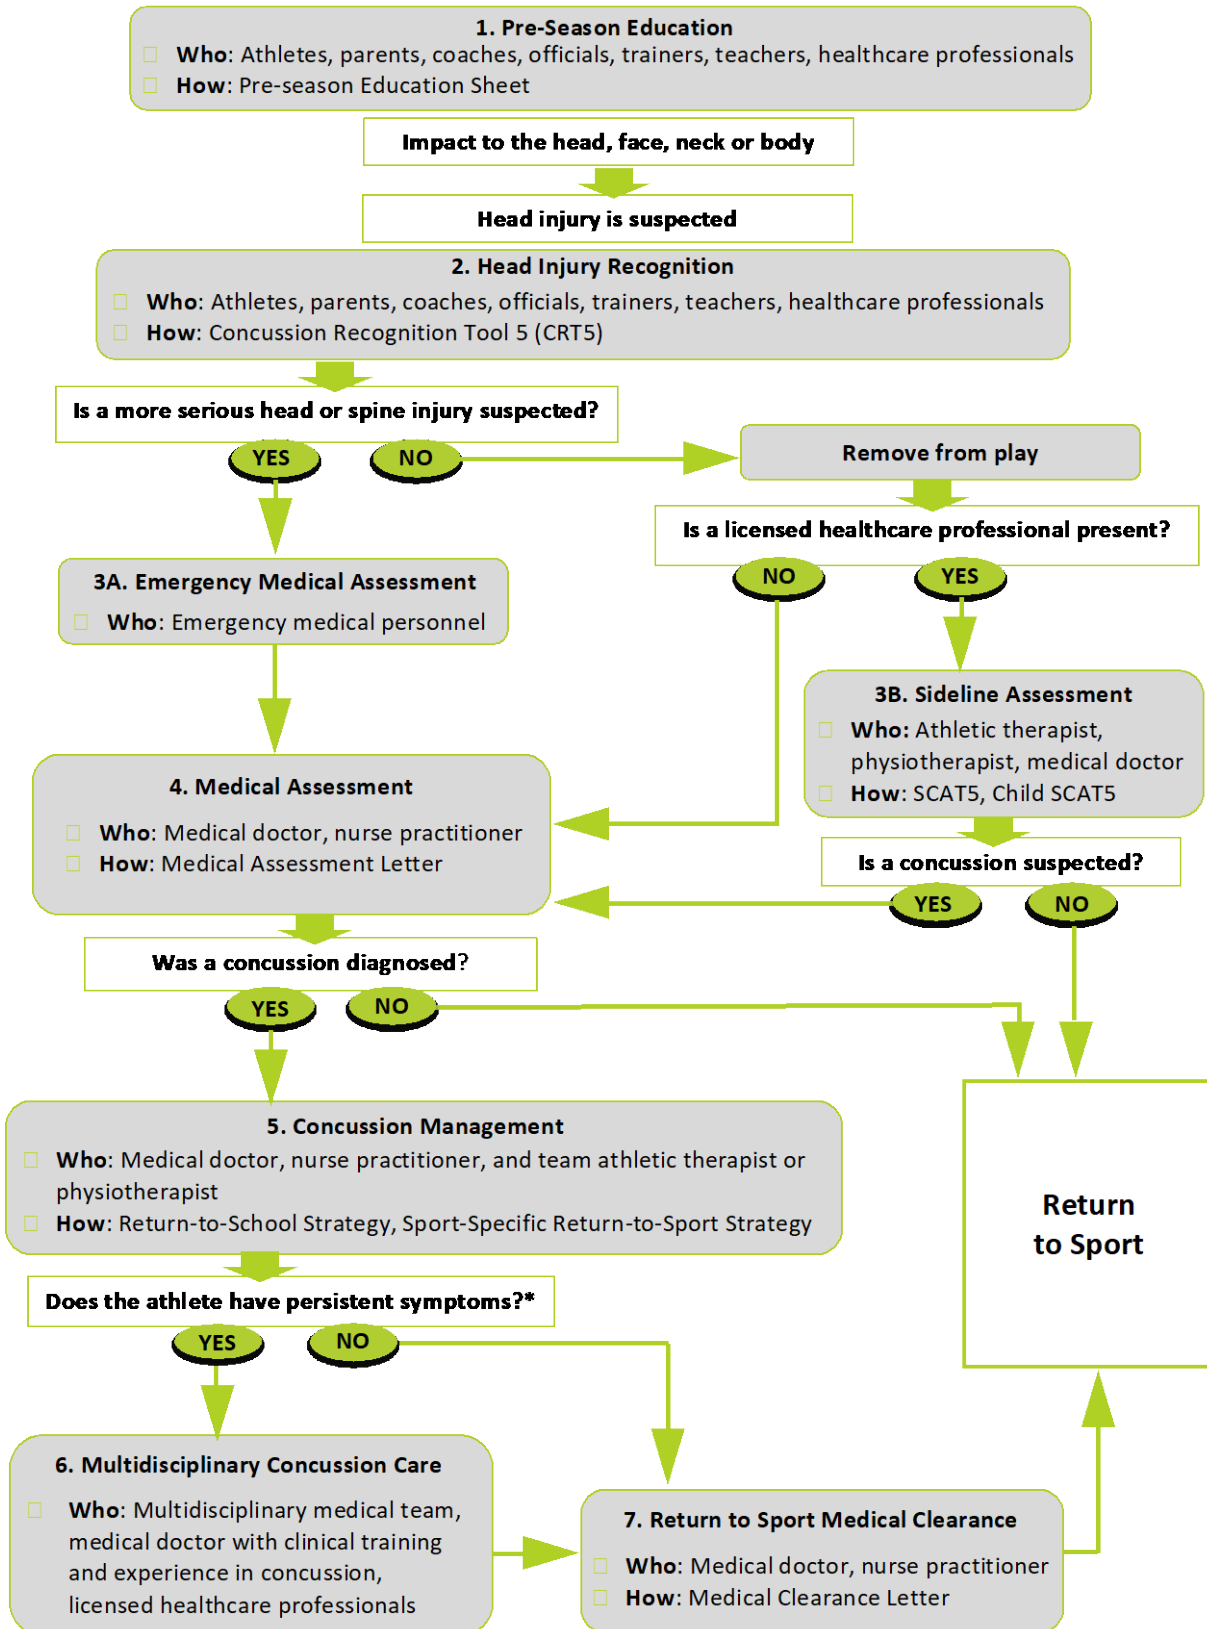 1. Pre-Season Education
Who: Athletes, parents, coaches, officials, trainers, teachers, healthcare professionals
How: Pre-season Education Sheet
Impact to the head, face, neck or body
Head injury is suspected
2. Head Injury Recognition
Who: Athletes, parents, coaches, officials, trainers, teachers, healthcare professionals
How: Concussion Recognition Tool 5 (CRT5)
Is a more serious head or spine injury suspected?
YES
NO
Remove from play
Is a licensed healthcare professional present?
NO
YES
3A. Emergency Medical Assessment
Who: Emergency medical personnel
3B. Sideline Assessment
Who: Athletic therapist,
physiotherapist, medical doctor
How: SCAT5, Child SCAT5
4. Medical Assessment
Who: Medical doctor, nurse practitioner
How: Medical Assessment Letter
Is a concussion suspected?
YES
NO
Was a concussion diagnosed?
YES
NO
5. Concussion Management
Who: Medical doctor, nurse practitioner, and team athletic therapist or
physiotherapist
How: Return-to-School Strategy, Sport-Specific Return-to-Sport Strategy
Return
to Sport
Does the athlete have persistent symptoms?*
YES
NO
6. Multidisciplinary Concussion Care
Who: Multidisciplinary medical team,
medical doctor with clinical training
and experience in concussion,
licensed healthcare professionals
7. Return to Sport Medical Clearance
Who: Medical doctor, nurse practitioner
How: Medical Clearance Letter